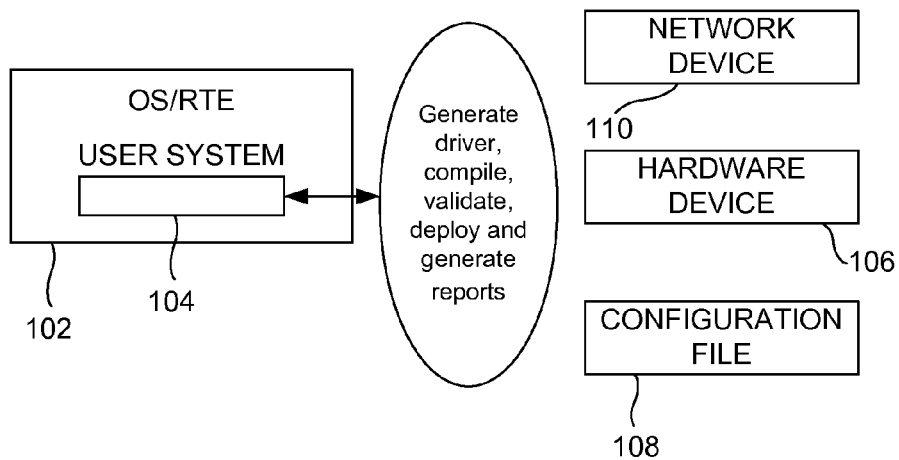 OS/RTE
USER SYSTEM
104
102
Generate
driver,
compile,
validate,
deploy and
generate
reports
NETWORK
DEVICE
110
HARDWARE
DEVICE
106
CONFIGURATION
FILE
108